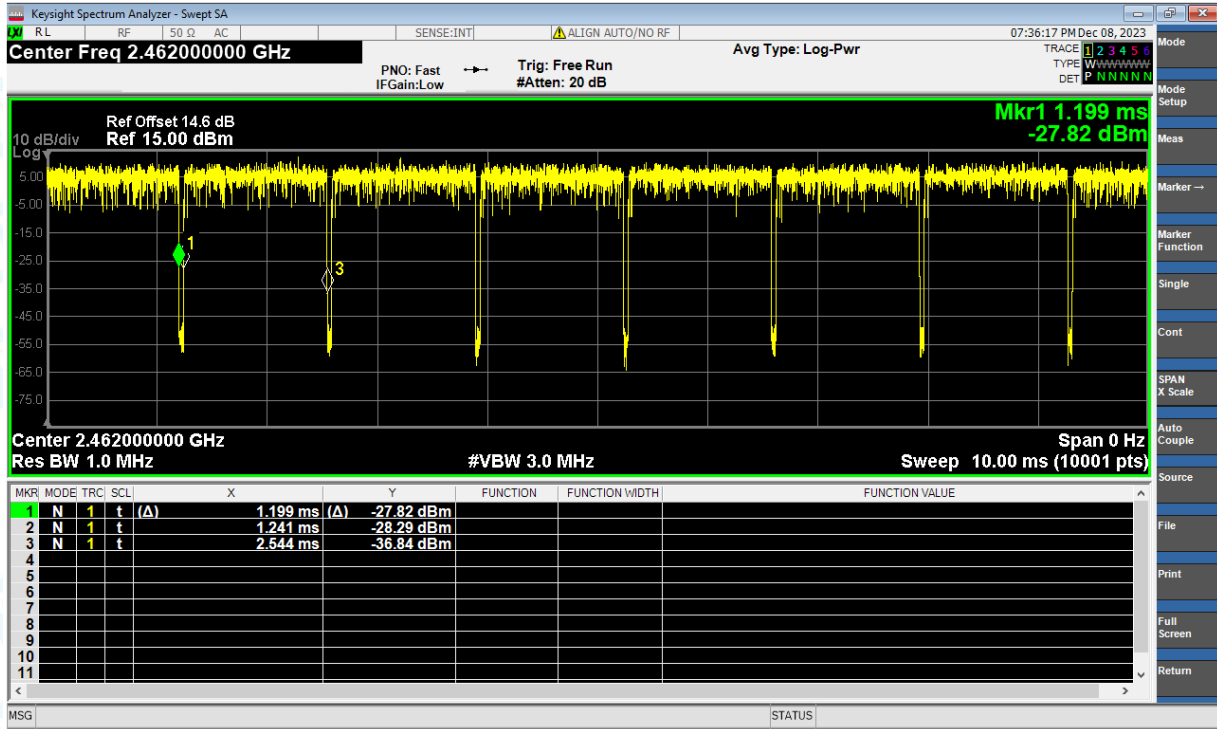 Keysight Spectrum Analyzer - Swept SA
LXI RL RF 50 Ω AC SENSE:INT ALIGN AUTO/NO RF 07:36:17 PM Dec 08, 2023
Center Freq 2.462000000 GHz
Avg Type: Log-Pwr
TRACE 1 2 3 4 5 6
PNO: Fast Trig: Free Run
TYPE WWWWWW
IFGain:Low #Atten: 20 dB
DET P N N N N N
Mkr1 1.199 ms
-27.82 dBm
Ref Offset 14.6 dB
10 dB/div Ref 15.00 dBm
Log
5.00
-5.00
-15.0
-25.0
-35.0
-45.0
-55.0
-65.0
-75.0
1
3
Center 2.462000000 GHz Span 0 Hz
Res BW 1.0 MHz #VBW 3.0 MHz Sweep 10.00 ms (10001 pts)
MKR MODE TRC SCL X Y FUNCTION FUNCTION WIDTH FUNCTION VALUE
1 N 1 t (Δ) 1.199 ms (Δ) -27.82 dBm
2 N 1 t 1.241 ms -28.29 dBm
3 N 1 t 2.544 ms -36.84 dBm
4
5
6
7
8
9
10
11
MSG STATUS
Mode
Mode
Setup
Meas
Marker →
Marker
Function
Single
Cont
SPAN
X Scale
Auto
Couple
Source
File
Print
Full
Screen
Return